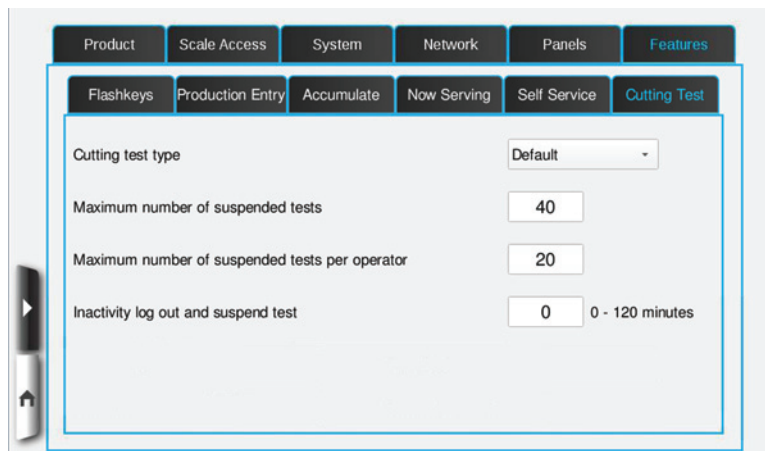 Product Scale Access System Network Panels Features
Flashkeys Production Entry Accumulate Now Serving Self Service Cutting Test
Cutting test type Default
Maximum number of suspended tests 40
Maximum number of suspended tests per operator 20
Inactivity log out and suspend test 0 0 - 120 minutes